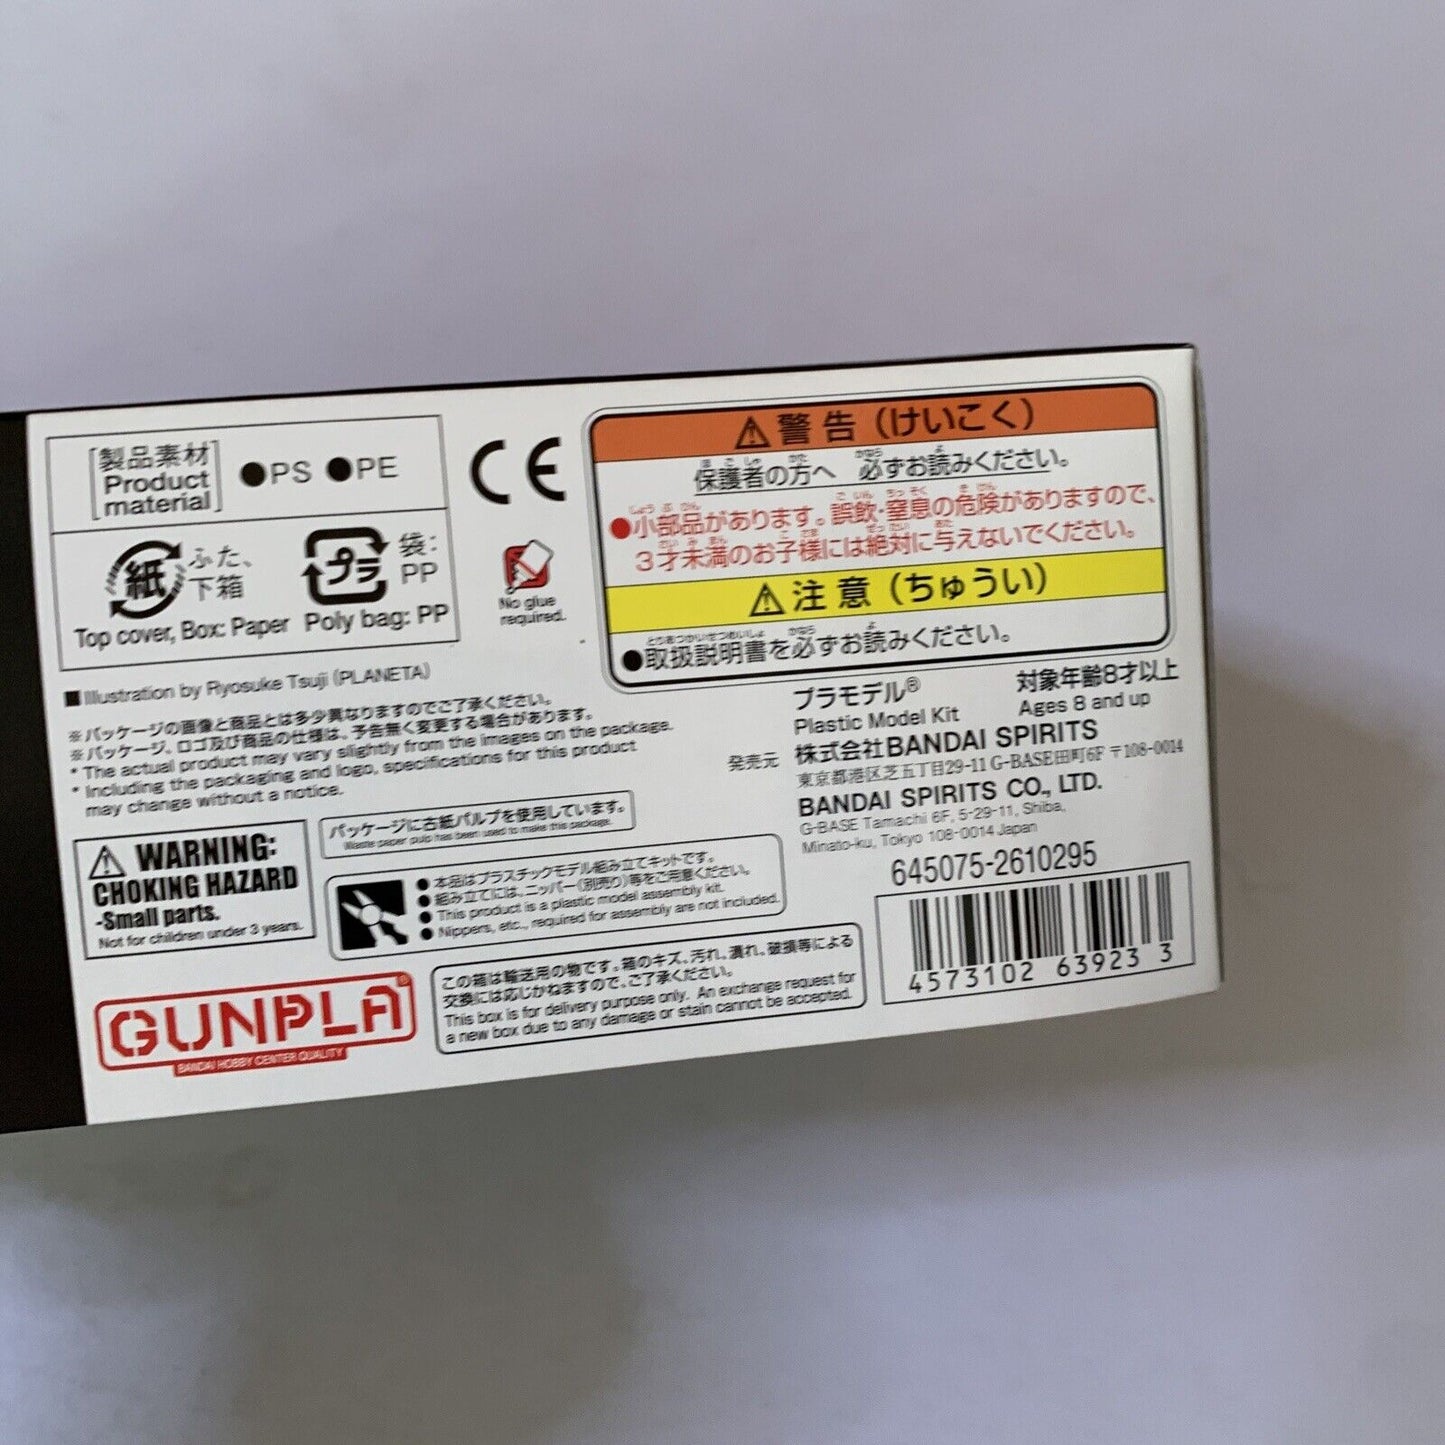 [製品素材 Product material] ●PS ●PE
紙 ふた、下箱
Top cover, Box: Paper
プラ 袋: PP
Poly bag: PP
CE
No glue
required.
⚠警告（けいこく）
保護者の方へ 必ずお読みください。
●小部品があります。誤飲・窒息の危険がありますので、
3才未満のお子様には絶対に与えないでください。
⚠注意（ちゅうい）
●取扱説明書を必ずお読みください。
■Illustration by Ryosuke Tsuji (PLANETA)
※パッケージの画像と商品とは多少異なりますのでご了承ください。
※パッケージ、ロゴ及び商品の仕様は、予告無く変更する場合があります。
* The actual product may vary slightly from the images on the package.
* Including the packaging and logo, specifications for this product
may change without a notice.
⚠ WARNING:
CHOKING HAZARD
-Small parts.
Not for children under 3 years.
パッケージに古紙パルプを使用しています。
Waste paper pulp has been used to make this package.
●本品はプラスチックモデル組み立てキットです。
●組み立てには、ニッパー（別売り）等をご用意ください。
●This product is a plastic model assembly kit.
●Nippers, etc., required for assembly are not included.
GUNPLA®
BANDAI HOBBY CENTER QUALITY
この箱は輸送用の物です。箱のキズ、汚れ、潰れ、破損等による
交換には応じかねますので、ご了承ください。
This box is for delivery purpose only. An exchange request for
a new box due to any damage or stain cannot be accepted.
プラモデル®
Plastic Model Kit
対象年齢8才以上
Ages 8 and up
発売元 株式会社BANDAI SPIRITS
東京都港区芝五丁目29-11 G-BASE田町6F 〒108-0014
BANDAI SPIRITS CO., LTD.
G-BASE Tamachi 6F, 5-29-11, Shiba,
Minato-ku, Tokyo 108-0014 Japan
645075-2610295
4573102 63923 3